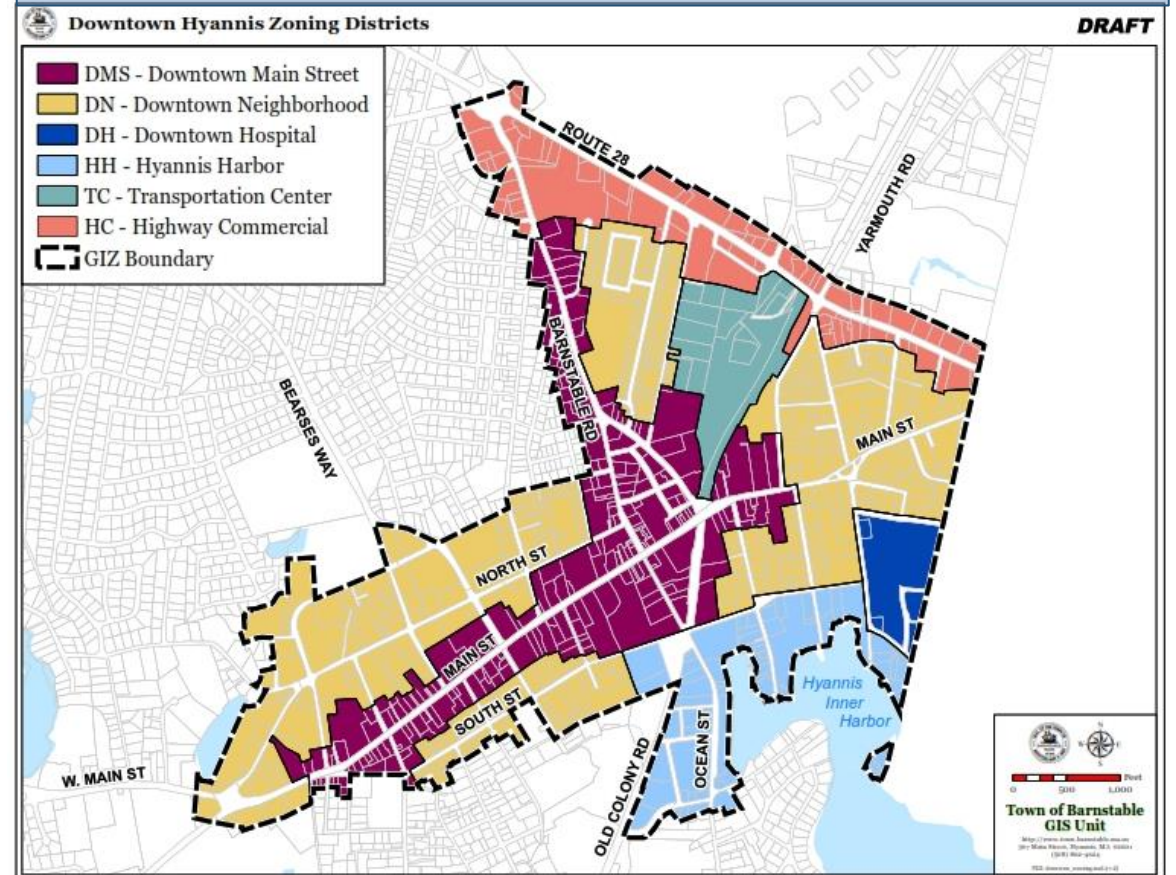 Downtown Hyannis Zoning Districts
DRAFT
DMS - Downtown Main Street
DN - Downtown Neighborhood
DH - Downtown Hospital
HH - Hyannis Harbor
TC - Transportation Center
HC - Highway Commercial
GIZ Boundary
ROUTE 28
YARMOUTH RD
BARNSTABLE RD
BEARSES WAY
MAIN ST
NORTH ST
MAIN ST
SOUTH ST
Hyannis
Inner
Harbor
OCEAN ST
OLD COLONY RD
W. MAIN ST
Feet
0 500 1,000
Town of Barnstable
GIS Unit